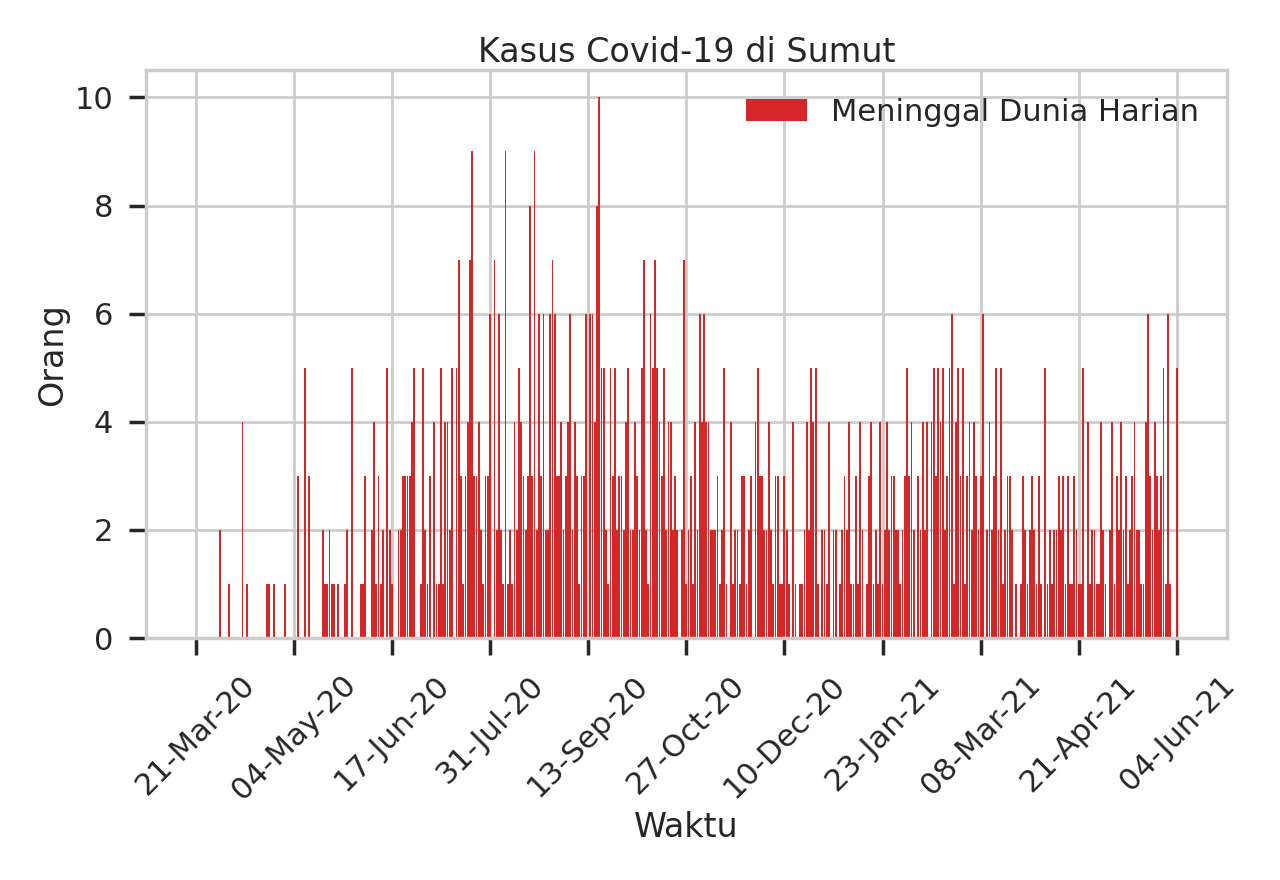 Kasus Covid-19 di Sumut
Meninggal Dunia Harian
Orang
10
8
6
4
2
0
21-Mar-20
04-May-20
17-Jun-20
31-Jul-20
13-Sep-20
27-Oct-20
10-Dec-20
23-Jan-21
08-Mar-21
21-Apr-21
04-Jun-21
Waktu